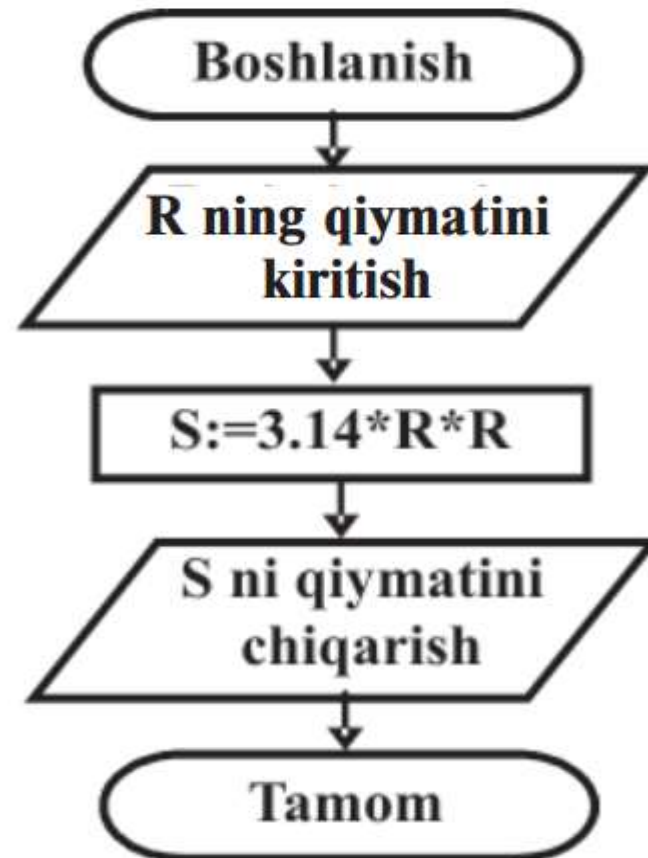 Boshlanish
R ning qiymatini
kiritish
S:=3.14*R*R
S ni qiymatini
chiqarish
Tamom